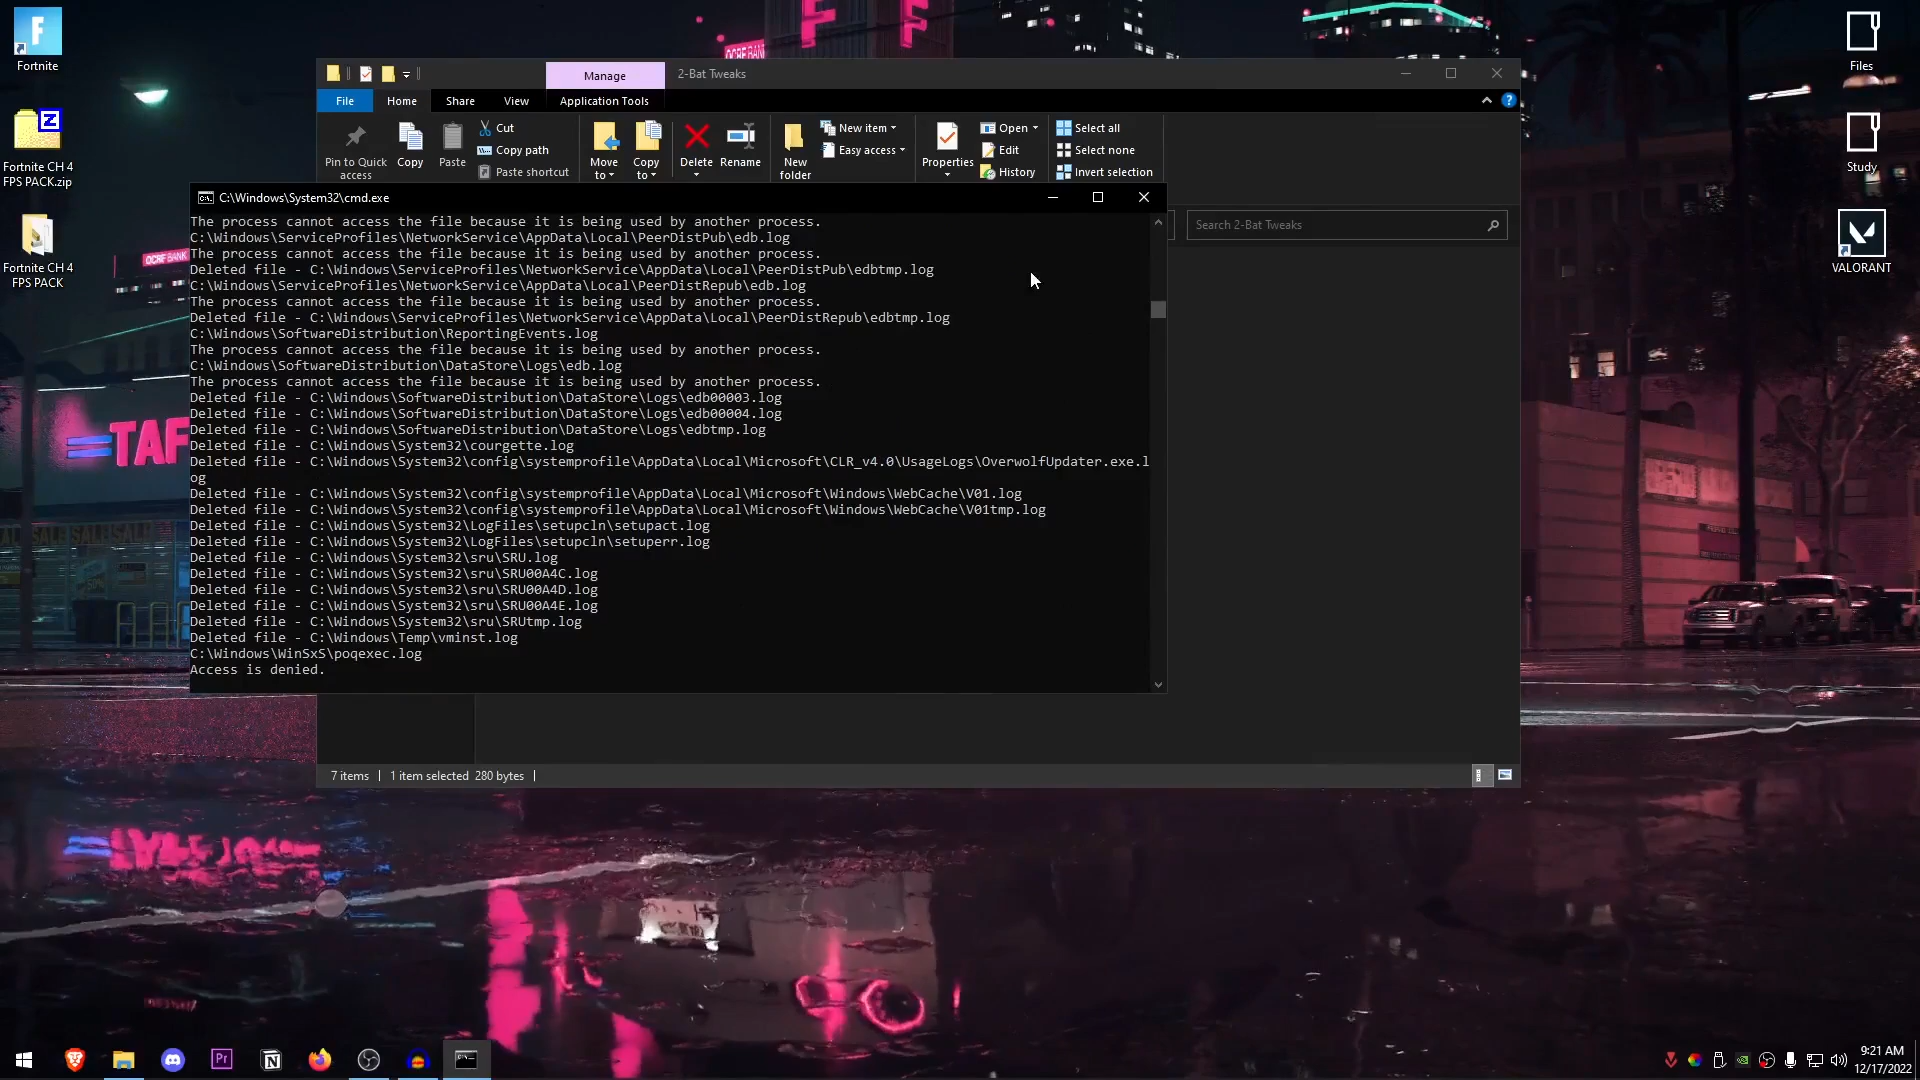 Fortnite
Fortnite CH 4
FPS PACK.zip
Fortnite CH 4
FPS PACK
Files
Study
VALORANT
Manage
2-Bat Tweaks
File
Home
Share
View
Application Tools
Pin to Quick
access
Copy
Paste
Cut
Copy path
Paste shortcut
Move
to
Copy
to
Delete
Rename
New
folder
New item
Easy access
Properties
Open
Edit
History
Select all
Select none
Invert selection
Search 2-Bat Tweaks
C:\Windows\System32\cmd.exe
The process cannot access the file because it is being used by another process.
C:\Windows\ServiceProfiles\NetworkService\AppData\Local\PeerDistPub\edb.log
The process cannot access the file because it is being used by another process.
Deleted file - C:\Windows\ServiceProfiles\NetworkService\AppData\Local\PeerDistPub\edbtmp.log
C:\Windows\ServiceProfiles\NetworkService\AppData\Local\PeerDistRepub\edb.log
The process cannot access the file because it is being used by another process.
Deleted file - C:\Windows\ServiceProfiles\NetworkService\AppData\Local\PeerDistRepub\edbtmp.log
C:\Windows\SoftwareDistribution\ReportingEvents.log
The process cannot access the file because it is being used by another process.
C:\Windows\SoftwareDistribution\DataStore\Logs\edb.log
The process cannot access the file because it is being used by another process.
Deleted file - C:\Windows\SoftwareDistribution\DataStore\Logs\edb00003.log
Deleted file - C:\Windows\SoftwareDistribution\DataStore\Logs\edb00004.log
Deleted file - C:\Windows\SoftwareDistribution\DataStore\Logs\edbtmp.log
Deleted file - C:\Windows\System32\courgette.log
Deleted file - C:\Windows\System32\config\systemprofile\AppData\Local\Microsoft\CLR_v4.0\UsageLogs\OverwolfUpdater.exe.l
og
Deleted file - C:\Windows\System32\config\systemprofile\AppData\Local\Microsoft\Windows\WebCache\V01.log
Deleted file - C:\Windows\System32\config\systemprofile\AppData\Local\Microsoft\Windows\WebCache\V01tmp.log
Deleted file - C:\Windows\System32\LogFiles\setupcln\setupact.log
Deleted file - C:\Windows\System32\LogFiles\setupcln\setuperr.log
Deleted file - C:\Windows\System32\sru\SRU.log
Deleted file - C:\Windows\System32\sru\SRU00A4C.log
Deleted file - C:\Windows\System32\sru\SRU00A4D.log
Deleted file - C:\Windows\System32\sru\SRU00A4E.log
Deleted file - C:\Windows\System32\sru\SRUtmp.log
Deleted file - C:\Windows\Temp\vminst.log
C:\Windows\WinSxS\poqexec.log
Access is denied.
7 items
1 item selected 280 bytes
OCRF BANK
TAF
Pr
9:21 AM
12/17/2022